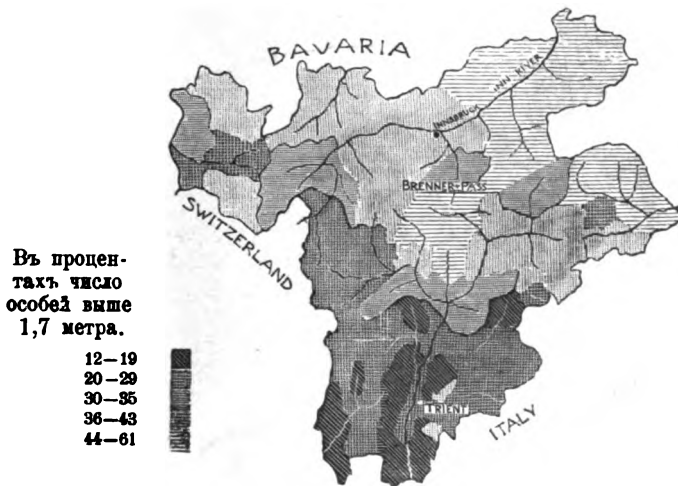 BAVARIA
INN-RIVER
INNSBRUCK
BRENNER-PASS
SWITZERLAND
Въ процен-
тахъ число
особей выше
1,7 метра.
12—19
20—29
30—35
36—43
44—61
TRIENT
ITALY